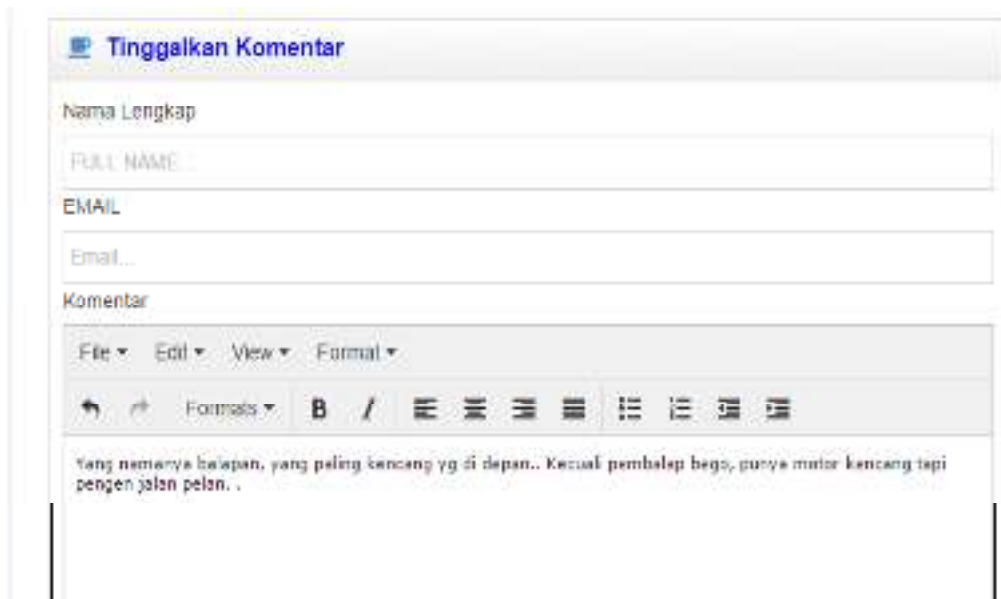 Tinggalkan Komentar
Nama Lengkap
FULL NAME...
EMAIL
Email...
Komentar
File Edit View Format
Formats B I
Yang namanya balapan, yang paling kencang yg di depan.. Kecuali pembalap bego, punya motor kencang tapi
pengen jalan pelan. .